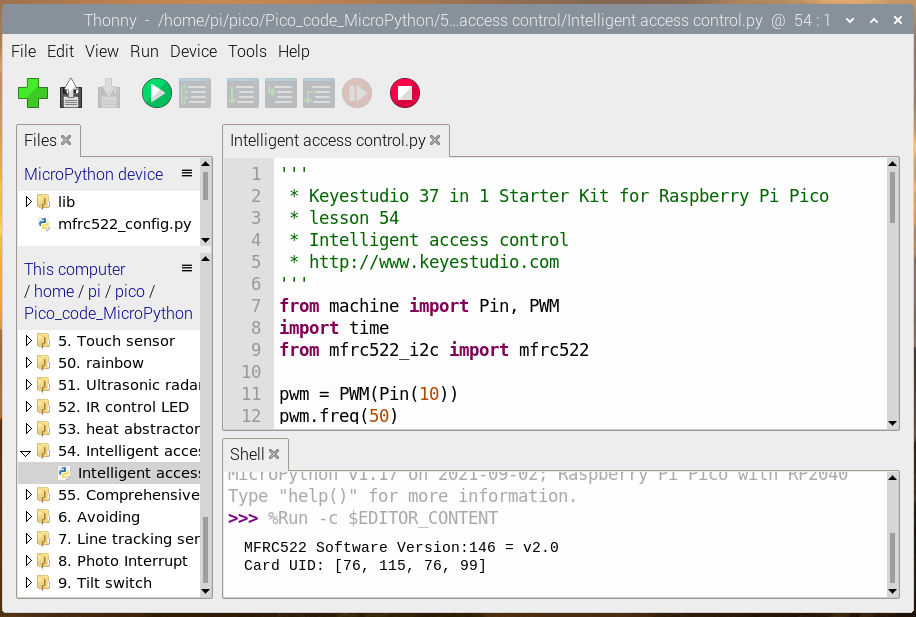 Thonny - /home/pi/pico/Pico_code_MicroPython/5…access control/Intelligent access control.py @ 54 : 1
File Edit View Run Device Tools Help
Files
MicroPython device
lib
mfrc522_config.py
This computer
/ home / pi / pico /
Pico_code_MicroPython
5. Touch sensor
50. rainbow
51. Ultrasonic radar
52. IR control LED
53. heat abstractor
54. Intelligent acce
Intelligent access
55. Comprehensive
6. Avoiding
7. Line tracking ser
8. Photo Interrupt
9. Tilt switch
Intelligent access control.py
1 '''
2 * Keyestudio 37 in 1 Starter Kit for Raspberry Pi Pico
3 * lesson 54
4 * Intelligent access control
5 * http://www.keyestudio.com
6 '''
7 from machine import Pin, PWM
8 import time
9 from mfrc522_i2c import mfrc522
10
11 pwm = PWM(Pin(10))
12 pwm.freq(50)
Shell
MicroPython v1.17 on 2021-09-02; Raspberry Pi Pico with RP2040
Type "help()" for more information.
>>> %Run -c $EDITOR_CONTENT
MFRC522 Software Version:146 = v2.0
Card UID: [76, 115, 76, 99]